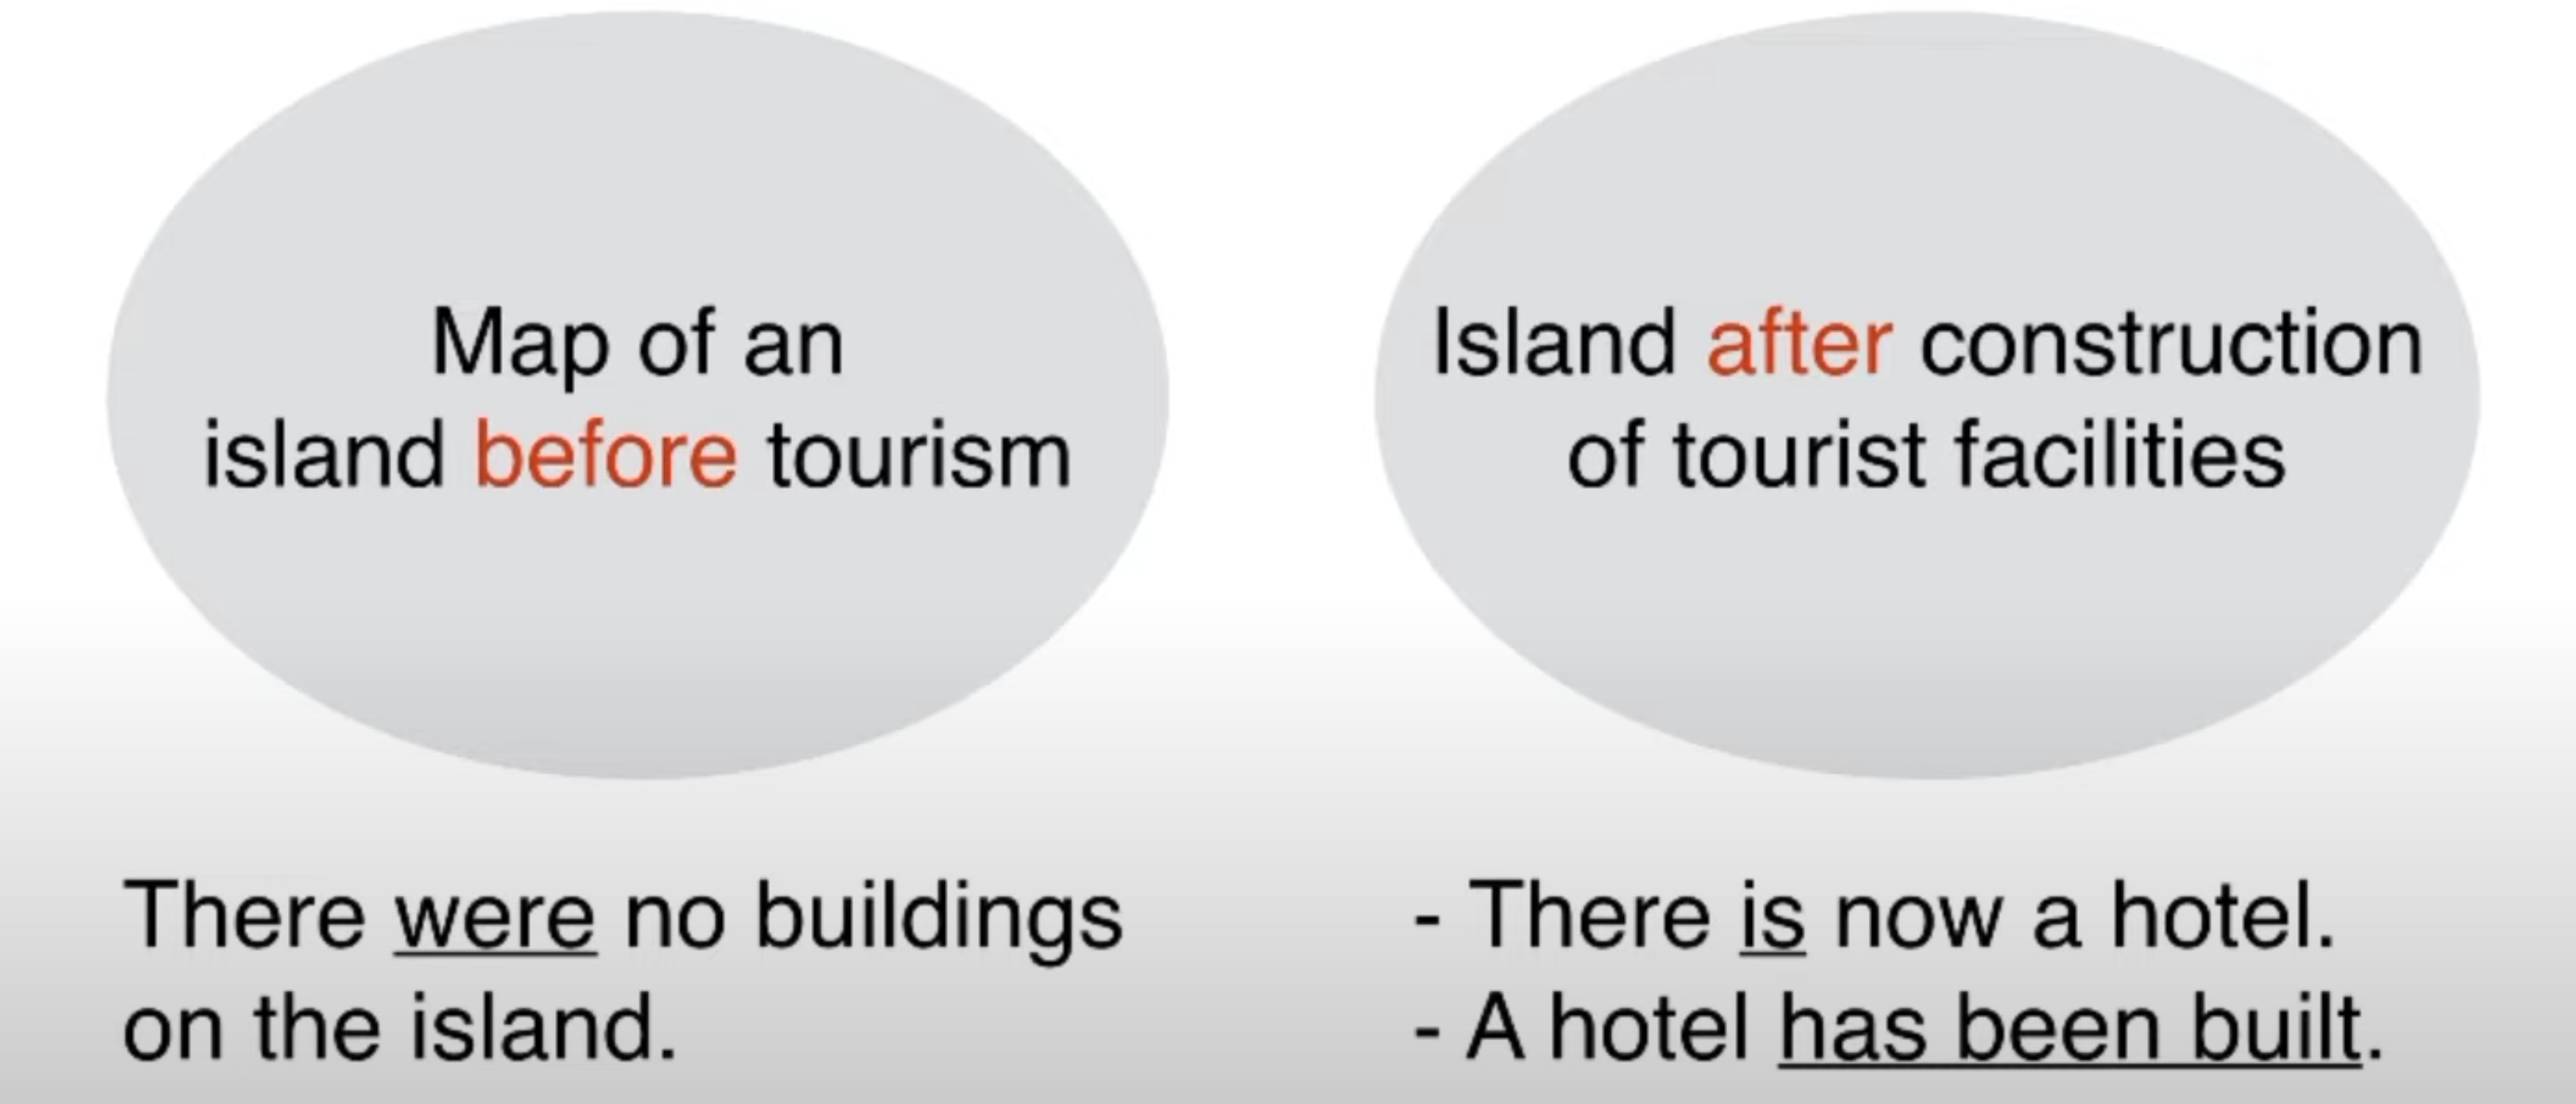 Map of an
island before tourism
Island after construction
of tourist facilities
There were no buildings
on the island.
- There is now a hotel.
- A hotel has been built.